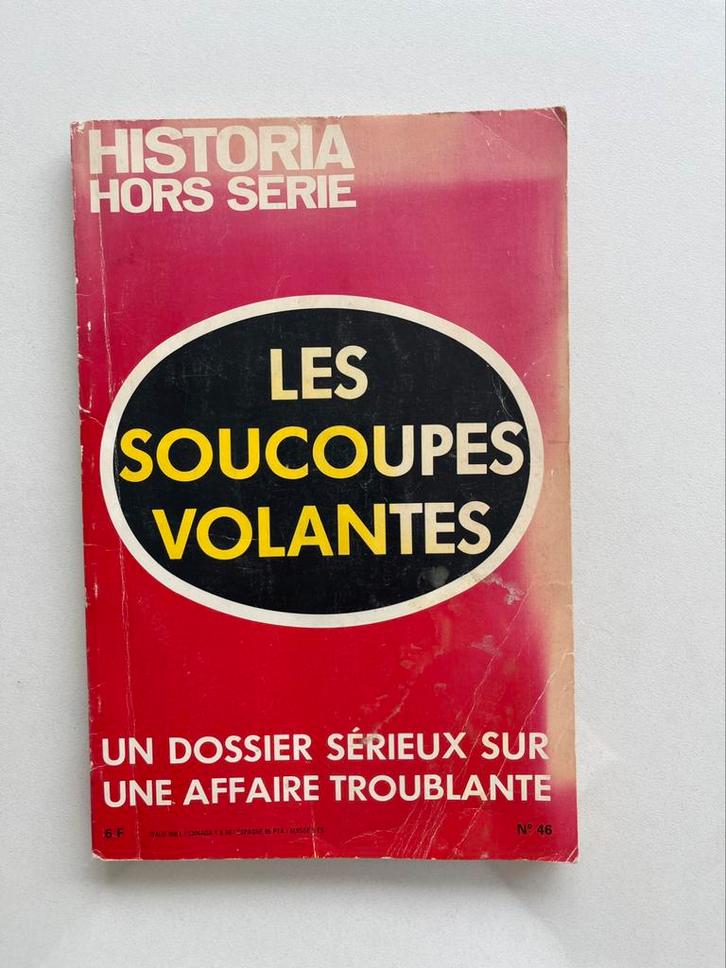 HISTORIA
HORS SERIE
LES
SOUCOUPES
VOLANTES
UN DOSSIER SÉRIEUX SUR
UNE AFFAIRE TROUBLANTE
6 F
N° 46